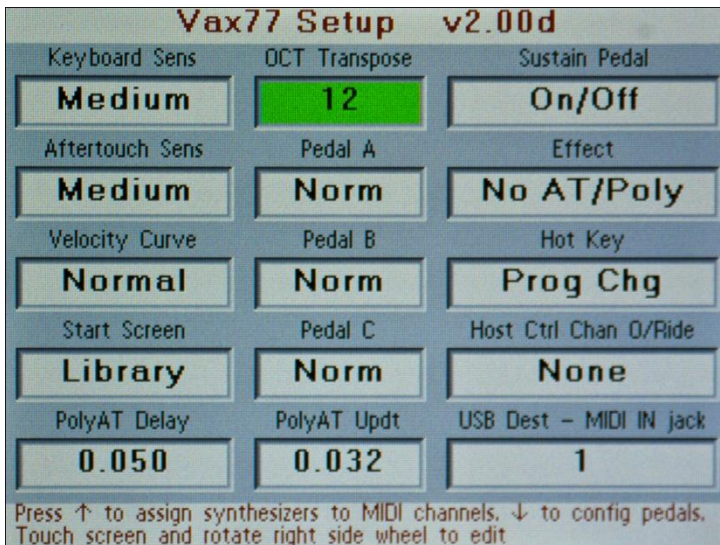 Vax77 Setup v2.00d
Keyboard Sens OCT Transpose Sustain Pedal
Medium 12 On/Off
Aftertouch Sens Pedal A Effect
Medium Norm No AT/Poly
Velocity Curve Pedal B Hot Key
Normal Norm Prog Chg
Start Screen Pedal C Host Ctrl Chan O/Ride
Library Norm None
PolyAT Delay PolyAT Updt USB Dest – MIDI IN jack
0.050 0.032 1
Press ↑ to assign synthesizers to MIDI channels, ↓ to config pedals.
Touch screen and rotate right side wheel to edit